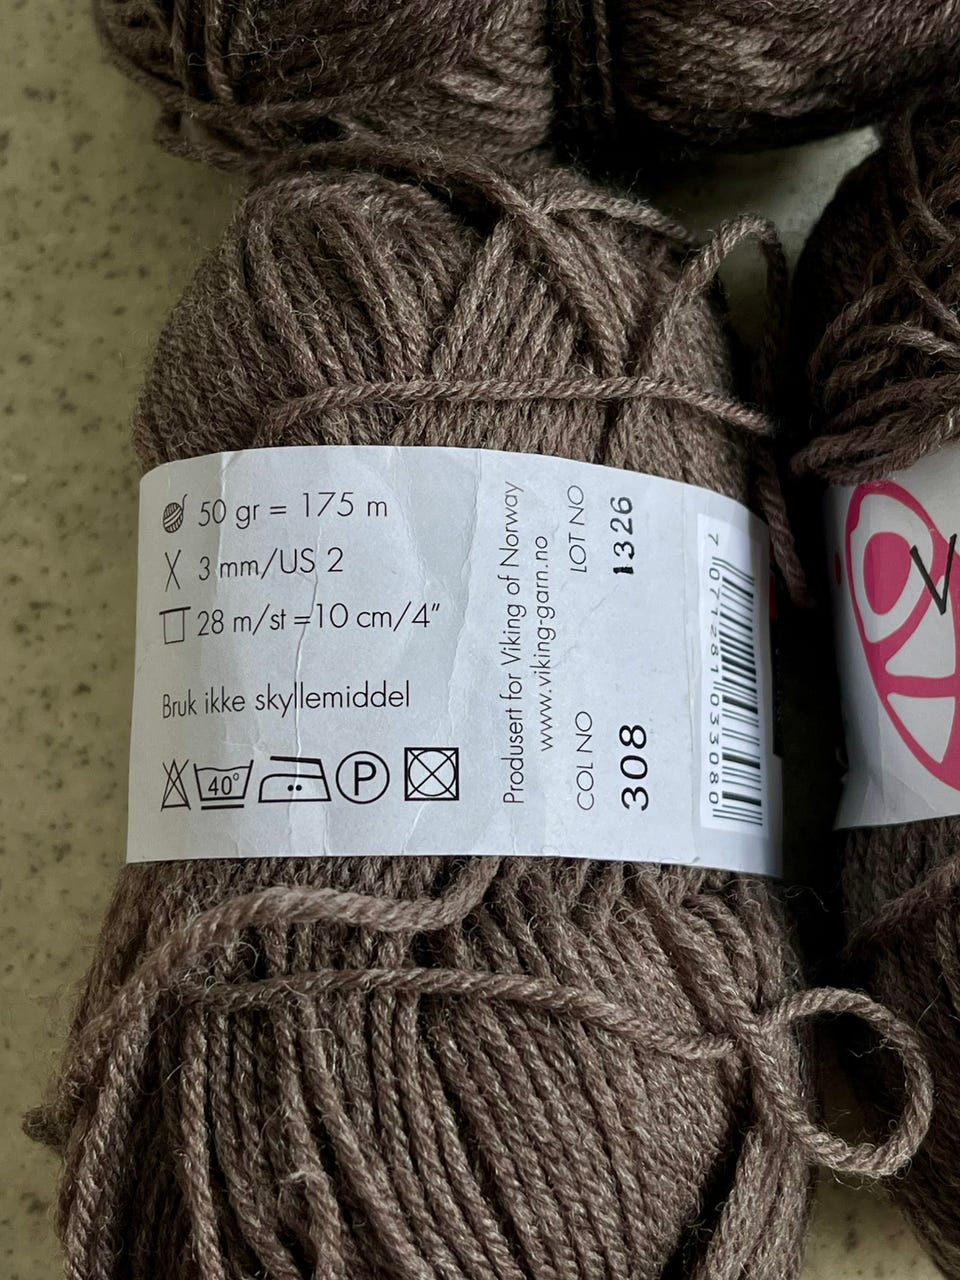 50 gr = 175 m
3 mm/US 2
28 m/st =10 cm/4"
Bruk ikke skyllemiddel
40°
P
Produsert for Viking of Norway
www.viking-garn.no
COL NO
308
LOT NO
1326
7 071281 033080